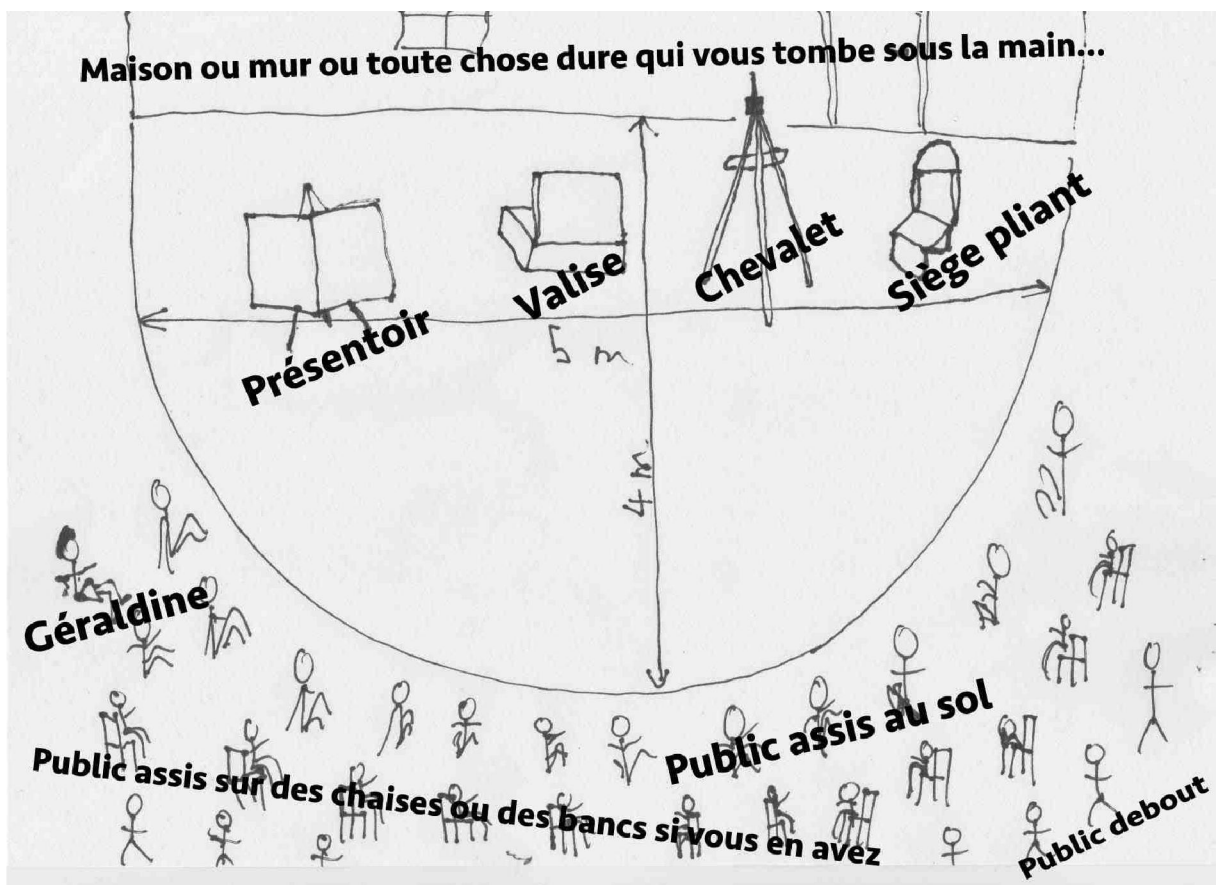 Maison ou mur ou toute chose dure qui vous tombe sous la main...
Présentoir
Valise
Chevalet
Siège pliant
5 m
4 m
Géraldine
Public assis au sol
Public assis sur des chaises ou des bancs si vous en avez
Public debout